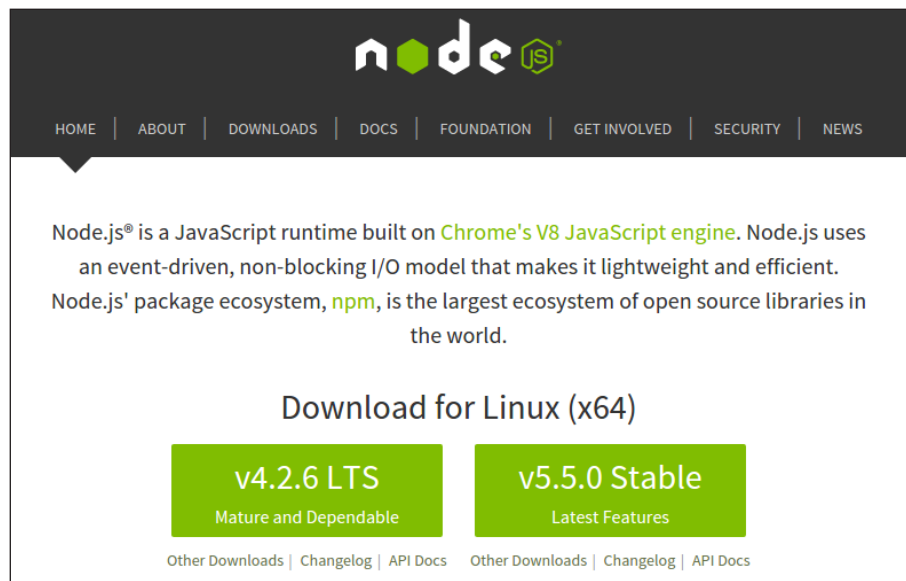 node JS®
HOME | ABOUT | DOWNLOADS | DOCS | FOUNDATION | GET INVOLVED | SECURITY | NEWS
Node.js® is a JavaScript runtime built on Chrome's V8 JavaScript engine. Node.js uses
an event-driven, non-blocking I/O model that makes it lightweight and efficient.
Node.js' package ecosystem, npm, is the largest ecosystem of open source libraries in
the world.
Download for Linux (x64)
v4.2.6 LTS
Mature and Dependable
Other Downloads | Changelog | API Docs
v5.5.0 Stable
Latest Features
Other Downloads | Changelog | API Docs